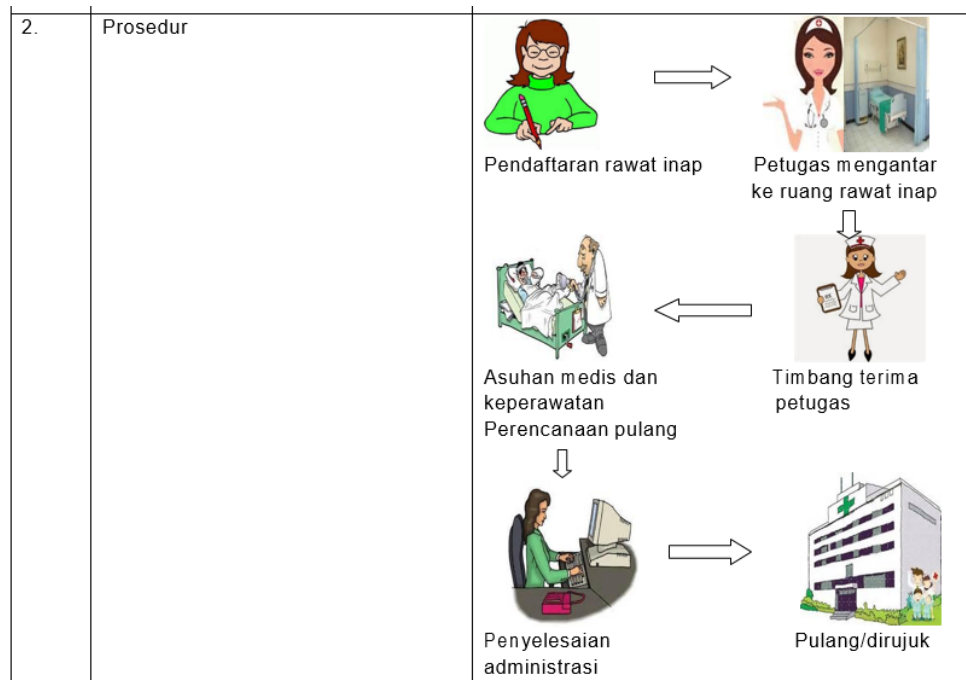 2.
Prosedur
Pendaftaran rawat inap
Petugas mengantar
ke ruang rawat inap
Timbang terima
petugas
Asuhan medis dan
keperawatan
Perencanaan pulang
Penyelesaian
administrasi
Pulang/dirujuk